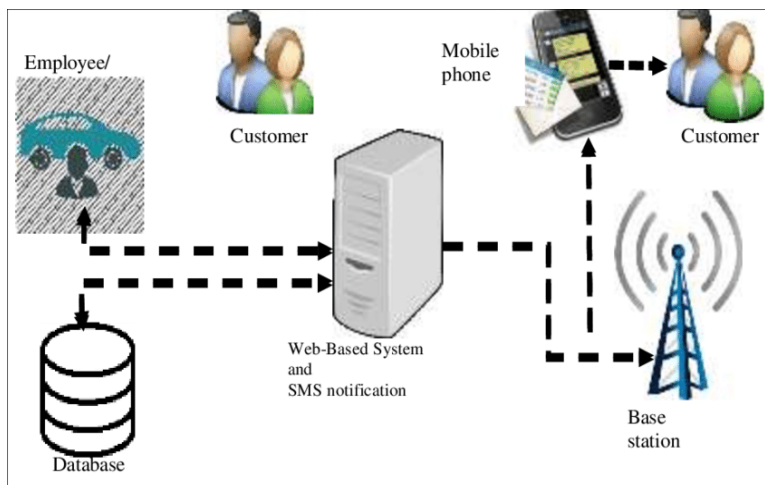 Employee/
Customer
Mobile
phone
Customer
Web-Based System
and
SMS notification
Base
station
Database